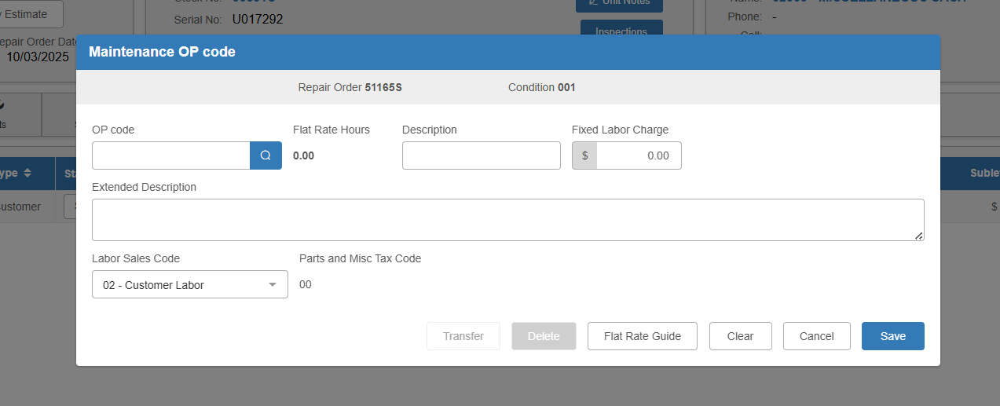 y Estimate
Serial No: U017292
Unit Notes
Phone: -
Inspections
Repair Order Date
10/03/2025
Maintenance OP code
Repair Order 51165S Condition 001
OP code Flat Rate Hours Description Fixed Labor Charge
0.00 $ 0.00
Extended Description
Labor Sales Code Parts and Misc Tax Code
02 - Customer Labor 00
Transfer Delete Flat Rate Guide Clear Cancel Save
ype
Suble
ustomer
$